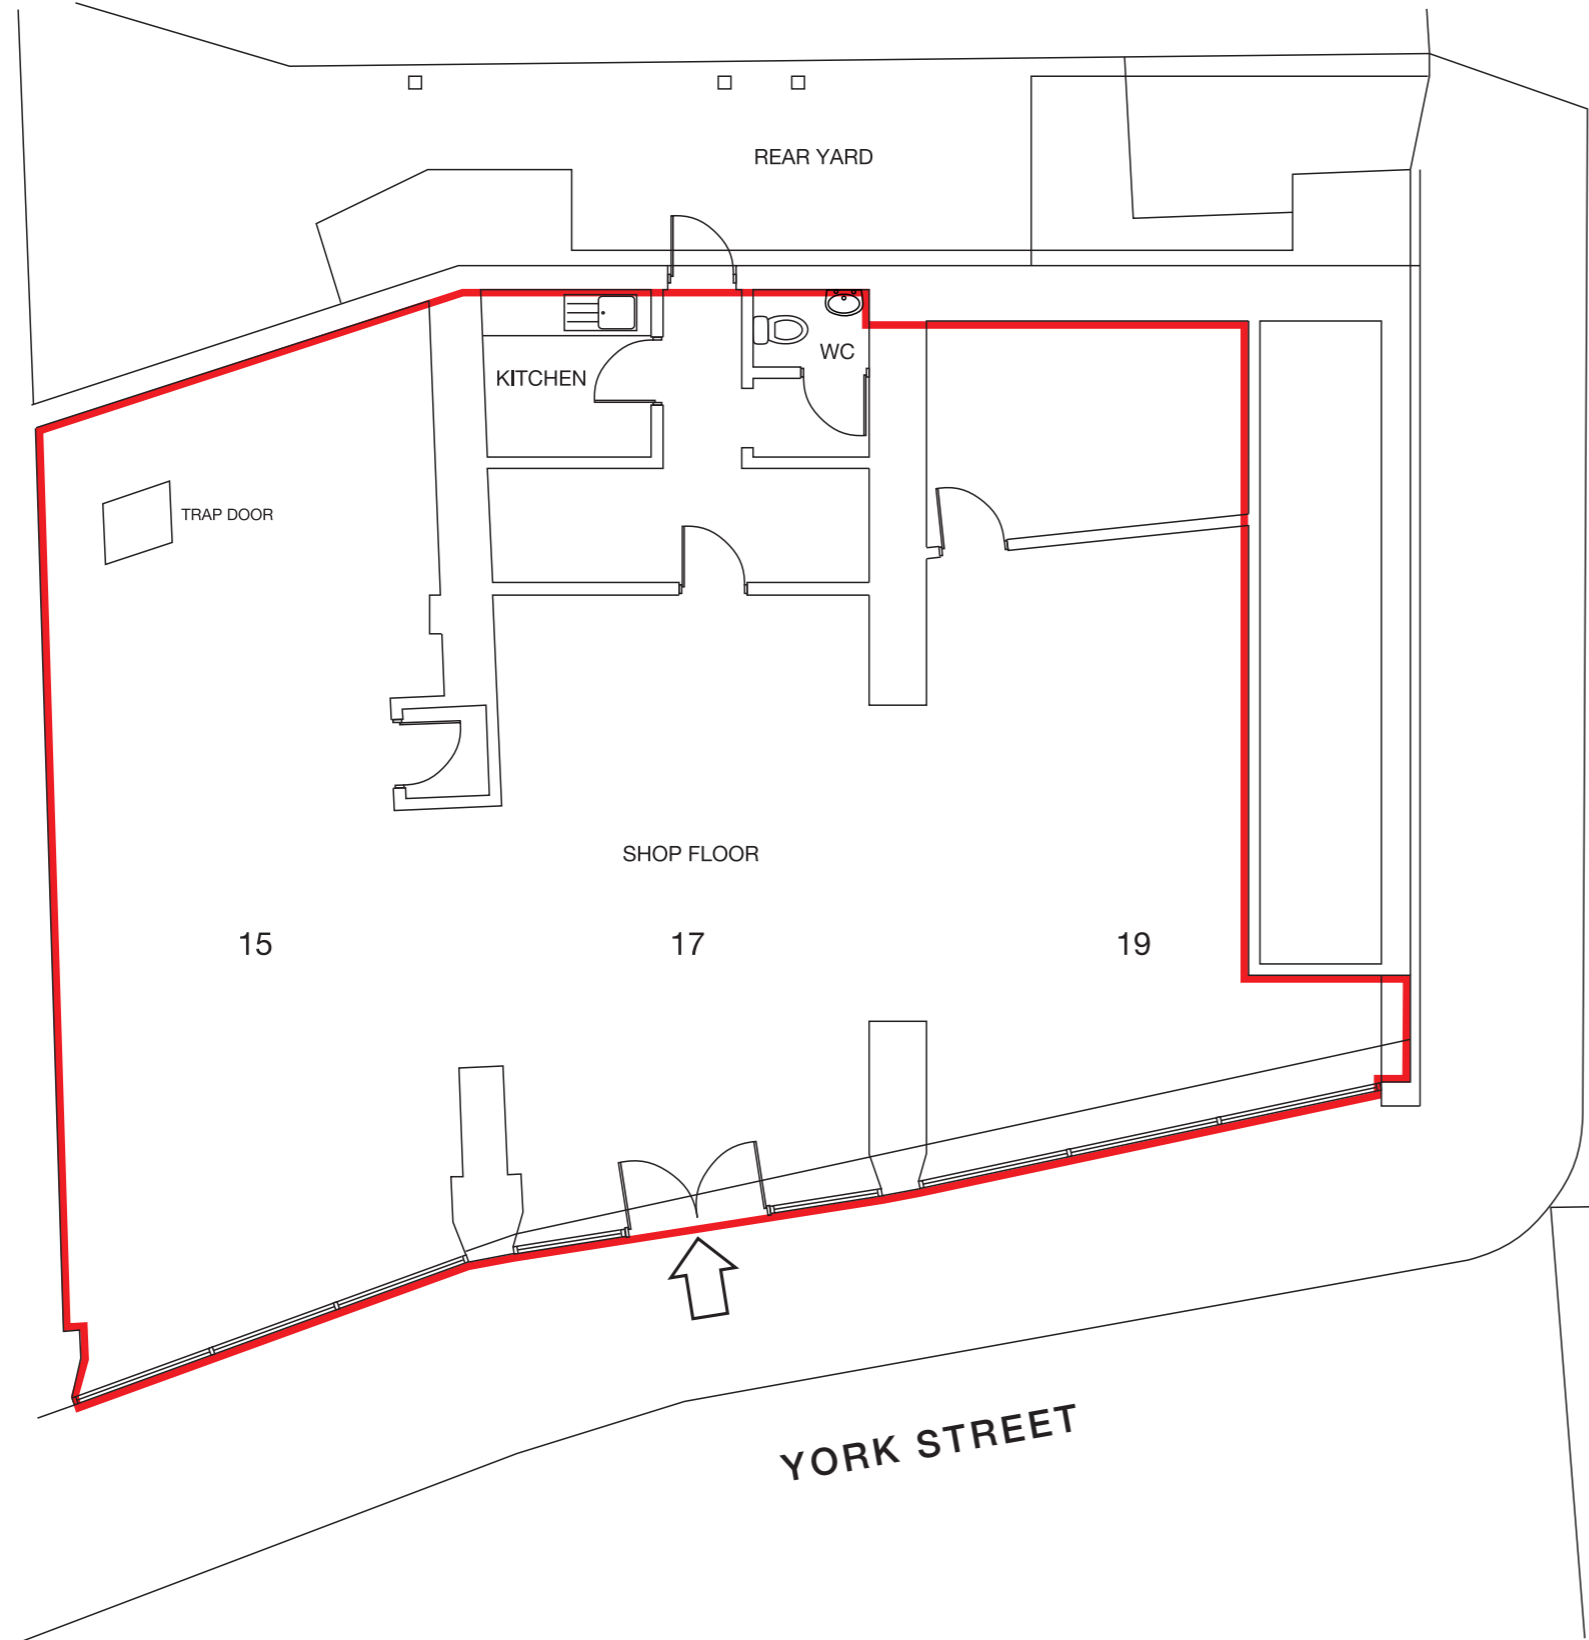 REAR YARD
WC
KITCHEN
TRAP DOOR
SHOP FLOOR
15
17
19
YORK STREET